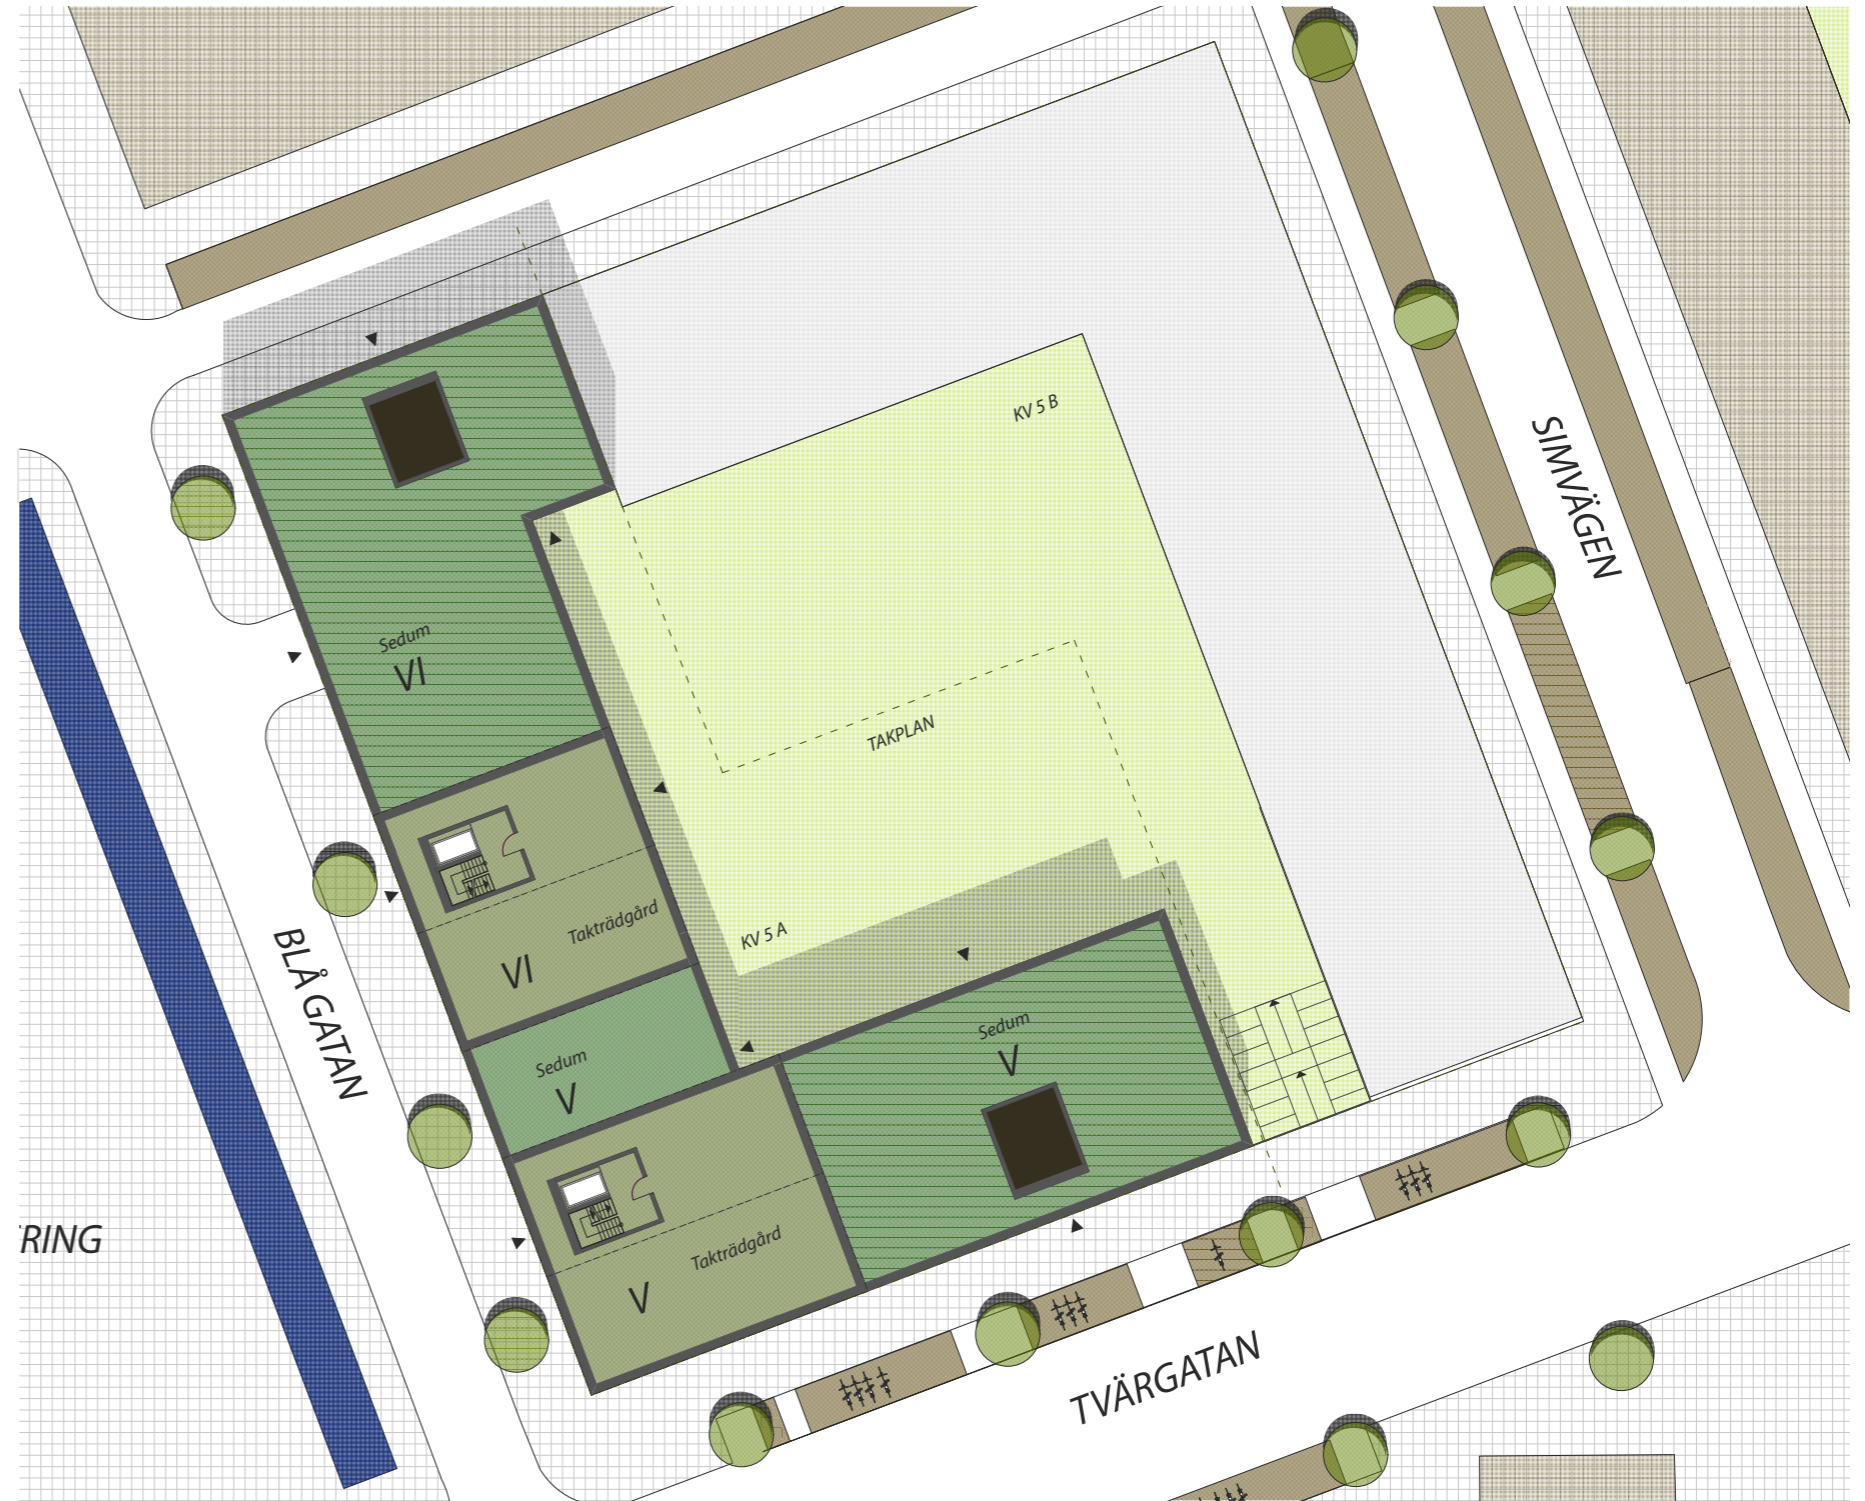 KV 5 B
SIMVÄGEN
Sedum
VI
TAKPLAN
Takträdgård
VI
KV 5 A
BLÅ GATAN
Sedum
V
Sedum
V
Takträdgård
V
RING
TVÄRGATAN